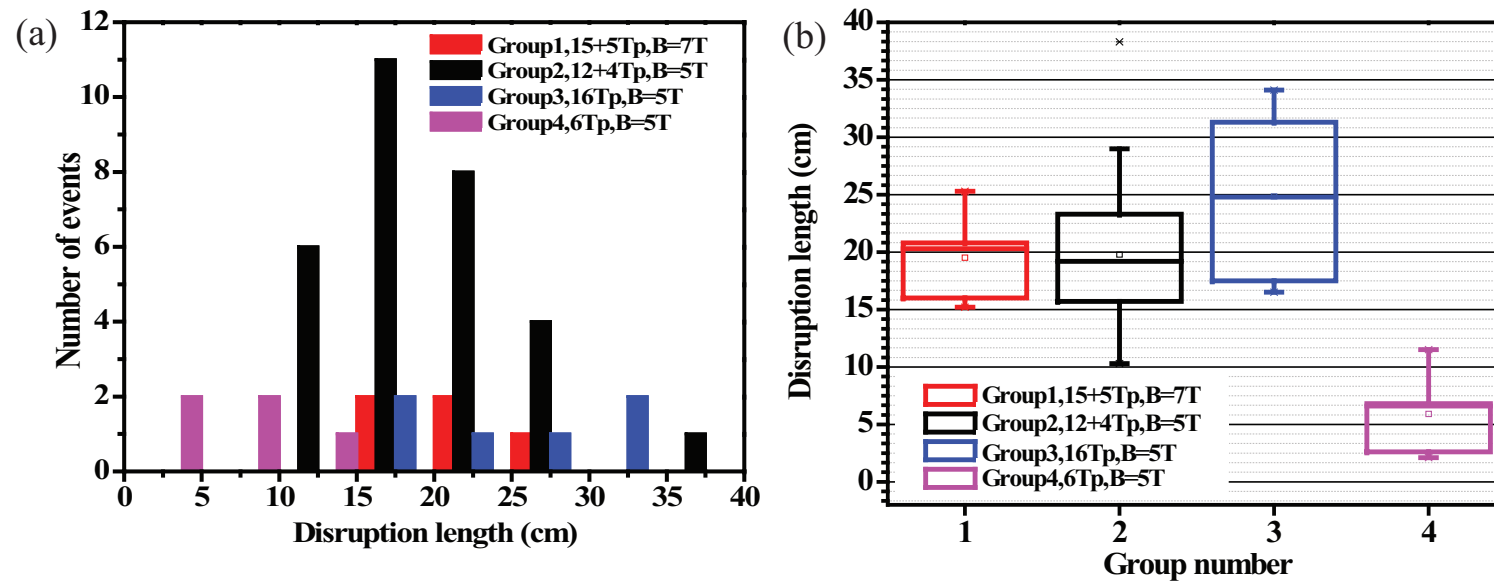 (a)
12
10
8
6
4
2
0
Number of events
Group1,15+5Tp,B=7T
Group2,12+4Tp,B=5T
Group3,16Tp,B=5T
Group4,6Tp,B=5T
0 5 10 15 20 25 30 35 40
Disruption length (cm)
(b)
40
35
30
25
20
15
10
5
0
Disruption length (cm)
Group1,15+5Tp,B=7T
Group2,12+4Tp,B=5T
Group3,16Tp,B=5T
Group4,6Tp,B=5T
1 2 3 4
Group number